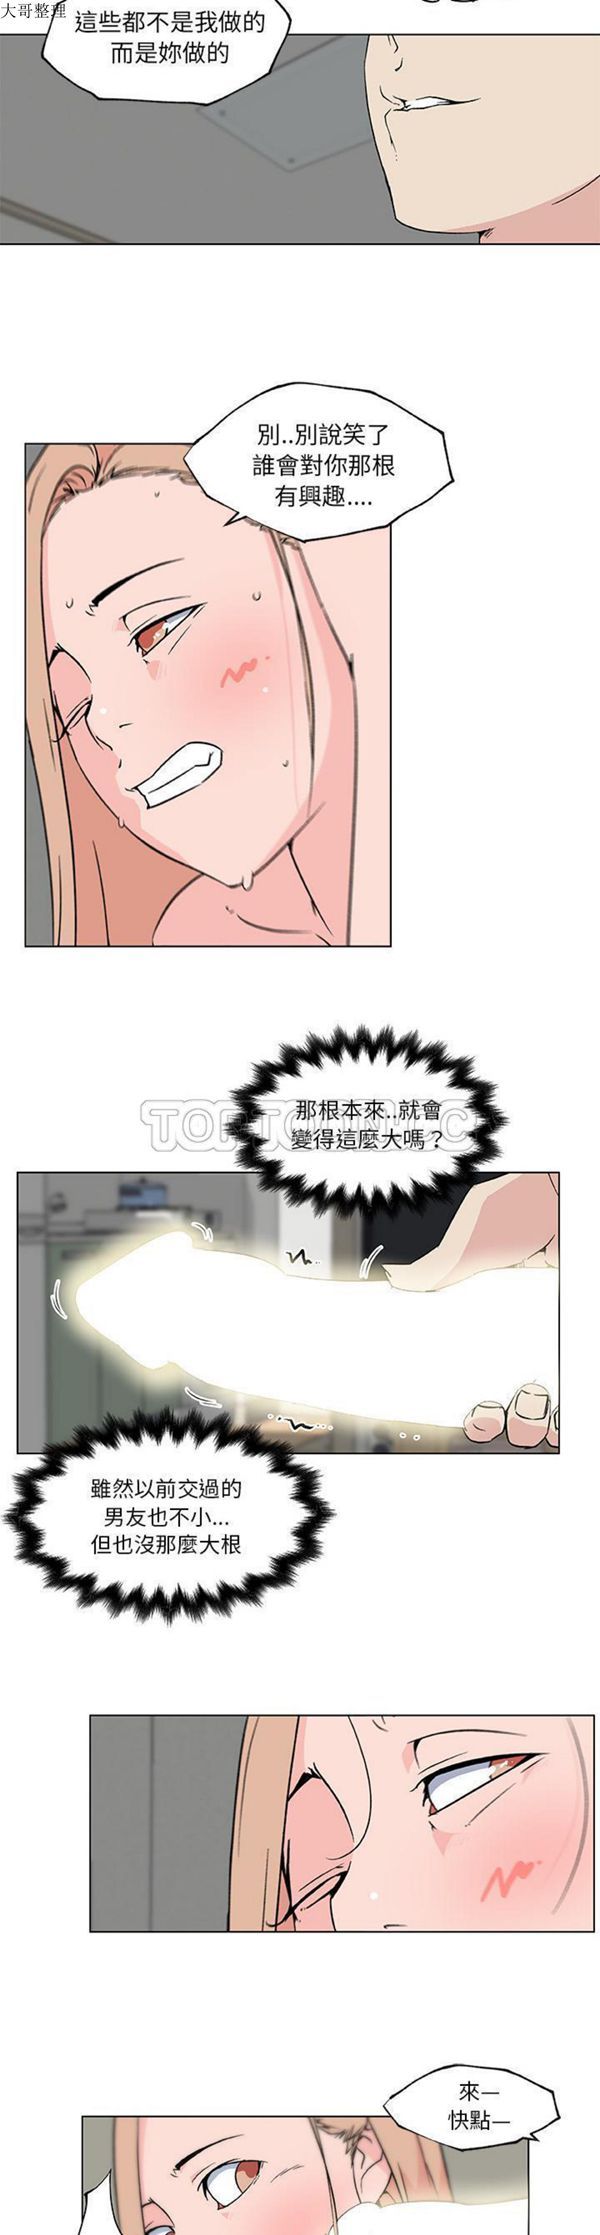 大哥整理
這些都不是我做的
而是妳做的
別..別說笑了
誰會對你那根
有興趣....
那根本來..就會
變得這麼大嗎？
TOPTOON.CC
雖然以前交過的
男友也不小...
但也沒那麼大根
來—
快點—